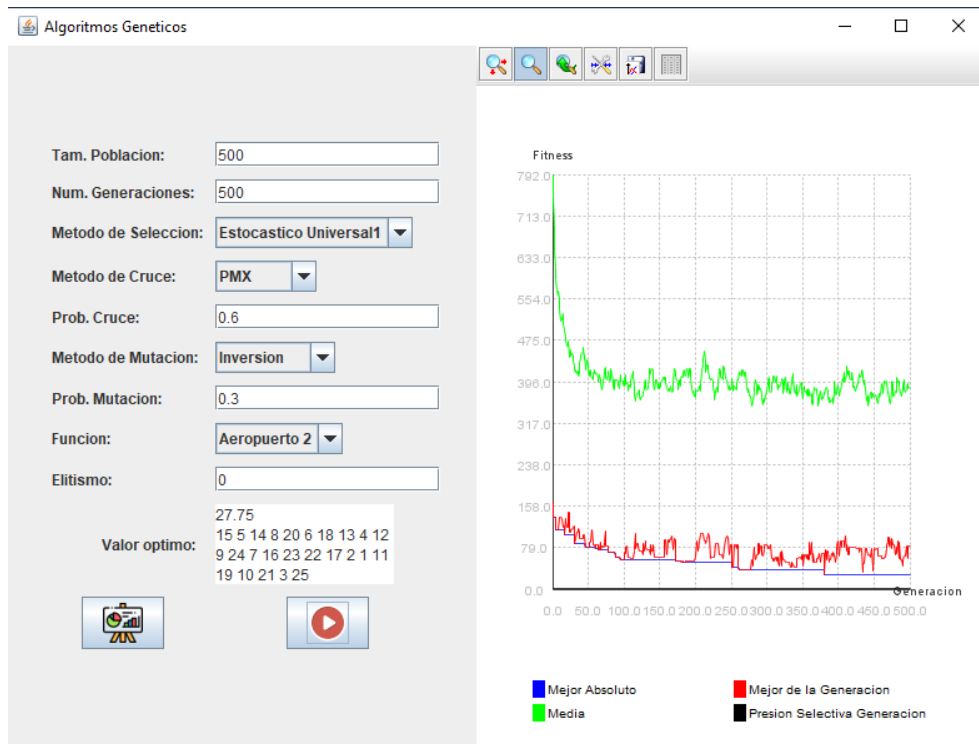 Algoritmos Geneticos
Tam. Poblacion: 500
Num. Generaciones: 500
Metodo de Seleccion: Estocastico Universal1
Metodo de Cruce: PMX
Prob. Cruce: 0.6
Metodo de Mutacion: Inversion
Prob. Mutacion: 0.3
Funcion: Aeropuerto 2
Elitismo: 0
Valor optimo:
27.75
15 5 14 8 20 6 18 13 4 12
9 24 7 16 23 22 17 2 1 11
19 10 21 3 25
Fitness
792.0
713.0
633.0
554.0
475.0
396.0
317.0
238.0
158.0
79.0
0.0
Generacion
0.0 50.0 100.0 150.0 200.0 250.0 300.0 350.0 400.0 450.0 500.0
Mejor Absoluto
Mejor de la Generacion
Media
Presion Selectiva Generacion